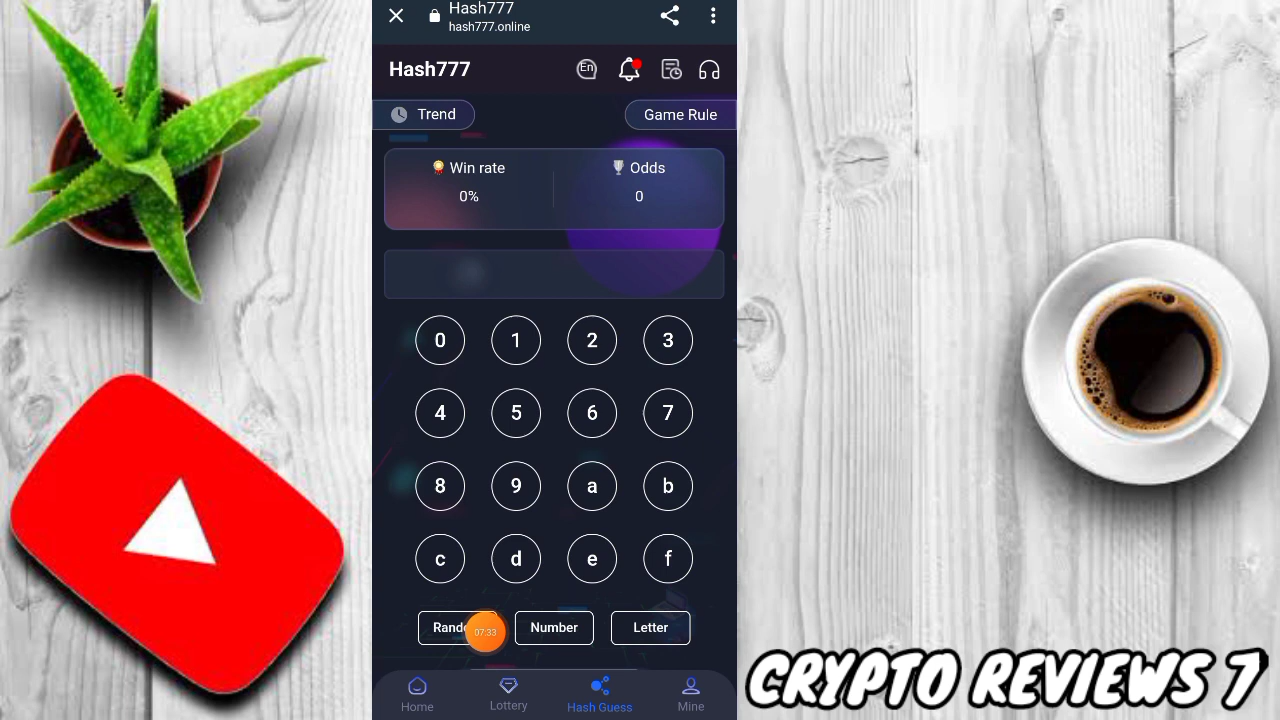 Hash777
hash777.online
Hash777
En
Trend
Game Rule
Win rate
Odds
0%
0
0 1 2 3
4 5 6 7
8 9 a b
c d e f
07:33
Number
Letter
Home
Lottery
Hash Guess
Mine
CRYPTO REVIEWS 7